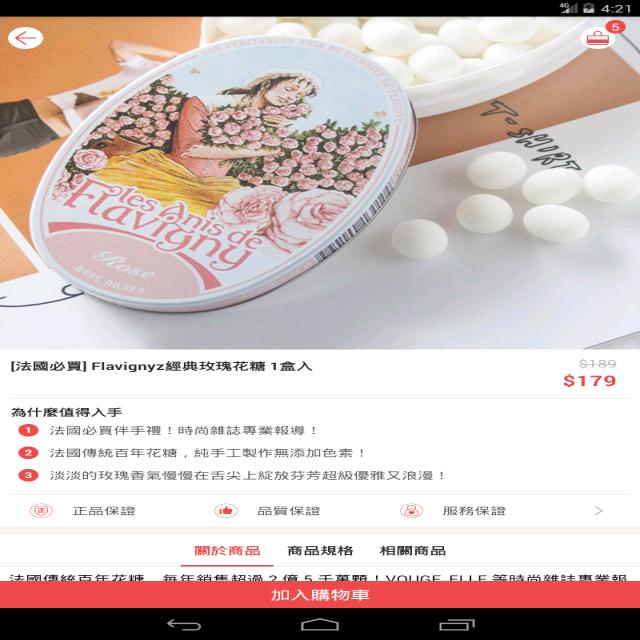 4G 4:21
5
LES VÉRITABLES ANIS DE L'ABBAYE DE FLAVIGNY
T-SHIRT
les Anis de
Flavigny
Rose
ROSE DROPS
[法國必買] Flavignyz經典玫瑰花糖 1盒入
$189
$179
為什麼值得入手
1 法國必買伴手禮！時尚雜誌專業報導！
2 法國傳統百年花糖，純手工製作無添加色素！
3 淡淡的玫瑰香氣慢慢在舌尖上綻放芬芳超級優雅又浪漫！
正品保證 品質保證 服務保證
關於商品 商品規格 相關商品
法國傳統百年花糖，每年銷售超過 2 億 5 千萬顆！VOUGE, ELLE 等時尚雜誌專業報
加入購物車